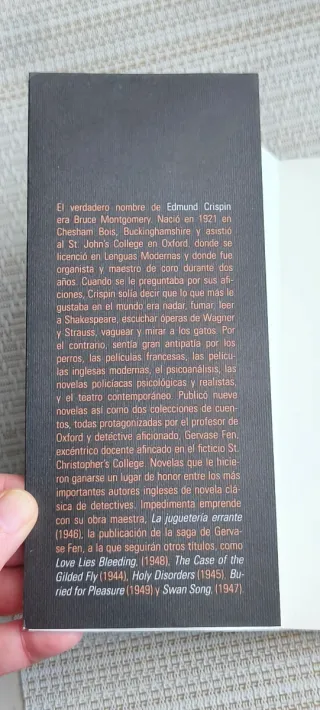 El verdadero nombre de Edmund Crispin
era Bruce Montgomery. Nació en 1921 en
Chesham Bois, Buckinghamshire y asistió
al St. John's College en Oxford, donde se
licenció en Lenguas Modernas y donde fue
organista y maestro de coro durante dos
años. Cuando se le preguntaba por sus afi-
ciones, Crispin solía decir que lo que más le
gustaba en el mundo era nadar, fumar, leer
a Shakespeare, escuchar óperas de Wagner
y Strauss, vaguear y mirar a los gatos. Por
el contrario, sentía gran antipatía por los
perros, las películas francesas, las pelícu-
las inglesas modernas, el psicoanálisis, las
novelas policíacas psicológicas y realistas,
y el teatro contemporáneo. Publicó nueve
novelas así como dos colecciones de cuen-
tos, todas protagonizadas por el profesor de
Oxford y detective aficionado, Gervase Fen,
excéntrico docente afincado en el ficticio St.
Christopher's College. Novelas que le hicie-
ron ganarse un lugar de honor entre los más
importantes autores ingleses de novela clá-
sica de detectives. Impedimenta emprende
con su obra maestra, La juguetería errante
(1946), la publicación de la saga de Gerva-
se Fen, a la que seguirán otros títulos, como
Love Lies Bleeding, (1948), The Case of the
Gilded Fly (1944), Holy Disorders (1945), Bu-
ried for Pleasure (1949) y Swan Song, (1947).